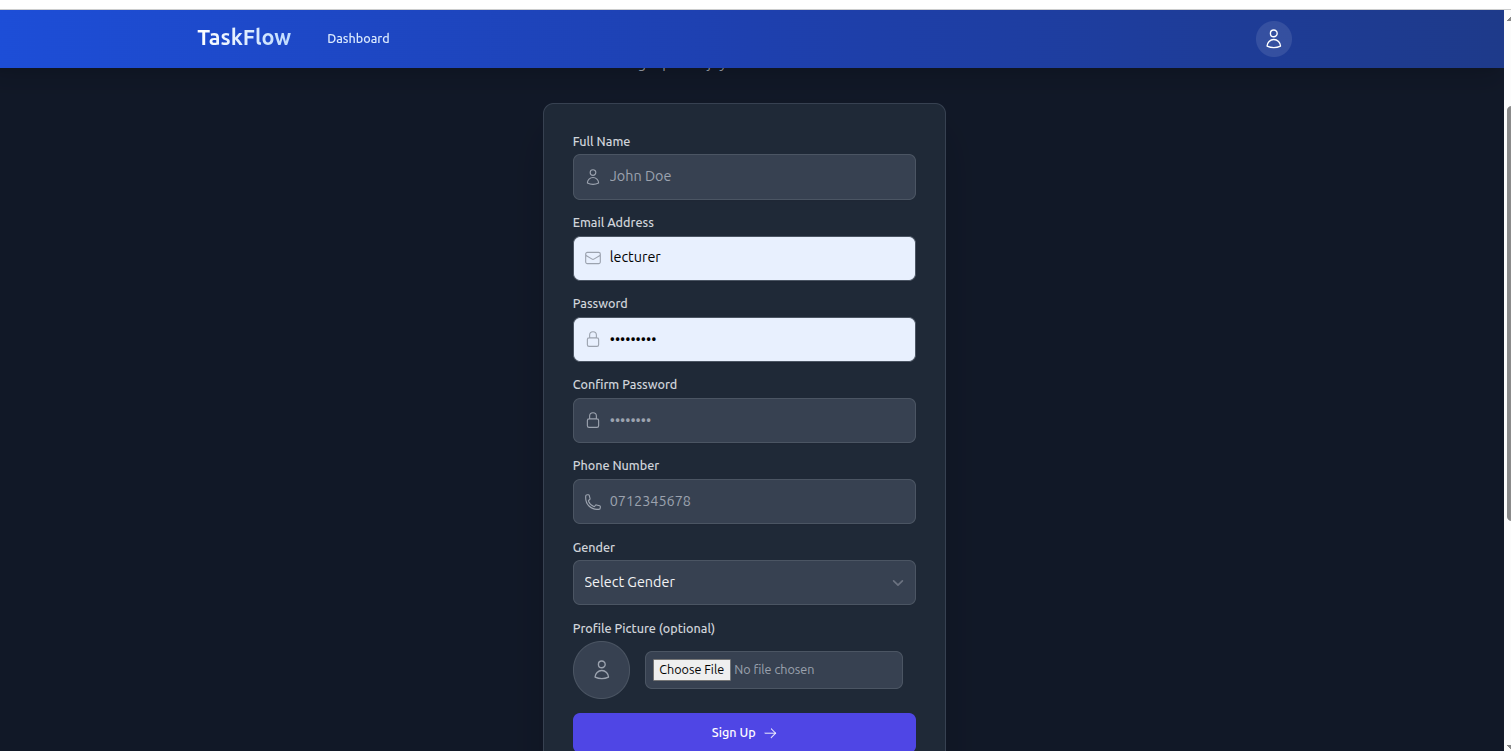 TaskFlow Dashboard
Full Name
John Doe
Email Address
lecturer
Password
•••••••••
Confirm Password
••••••••
Phone Number
0712345678
Gender
Select Gender
Profile Picture (optional)
Choose File No file chosen
Sign Up →